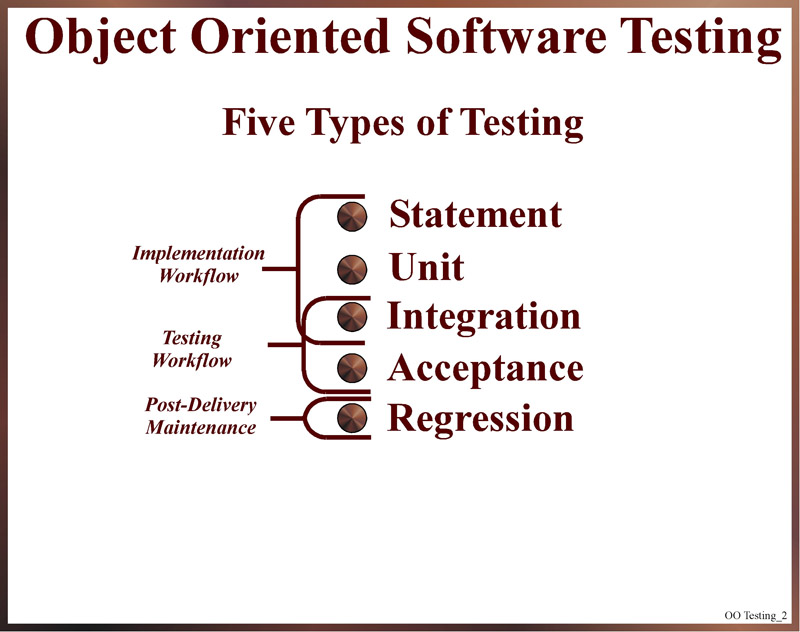 Object Oriented Software Testing
Five Types of Testing
Statement
Implementation
Workflow
Unit
Integration
Testing
Workflow
Acceptance
Post-Delivery
Maintenance
Regression
OO Testing_2